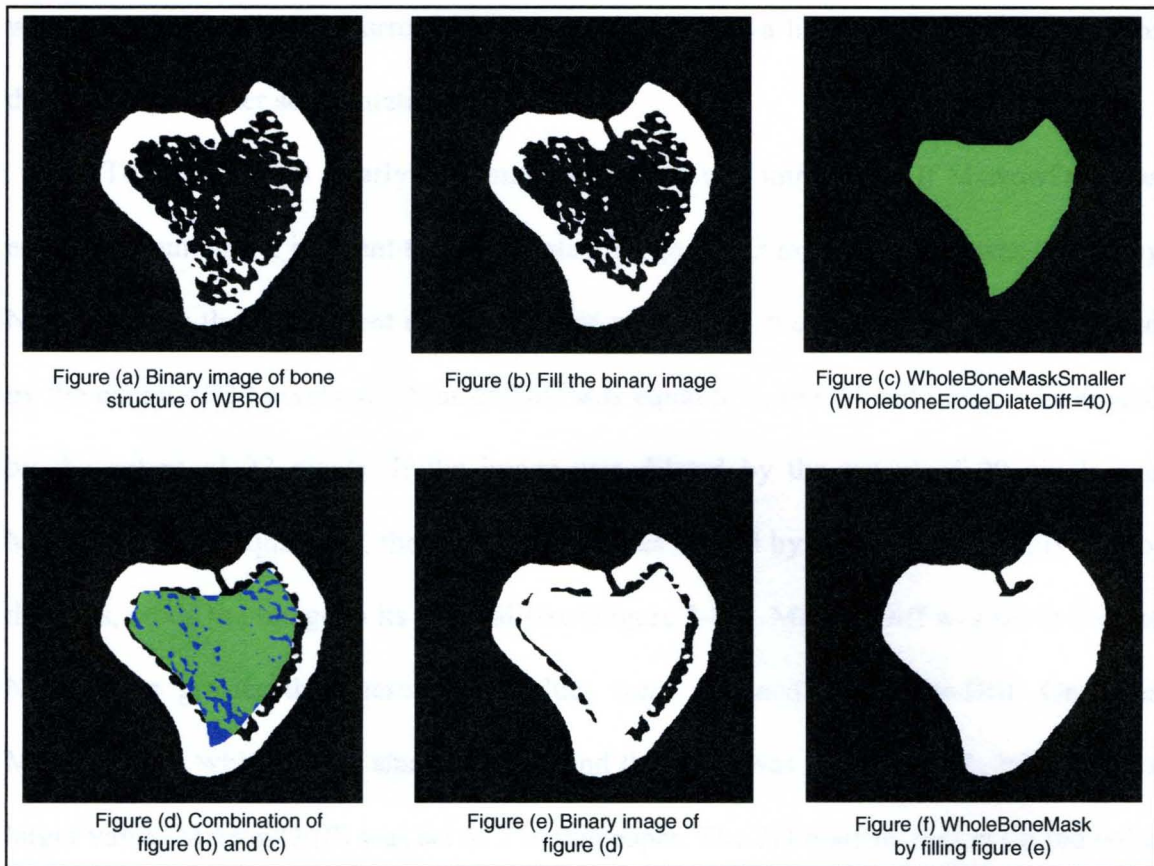 Figure (a) Binary image of bone
structure of WBROI
Figure (b) Fill the binary image
Figure (c) WholeBoneMaskSmaller
(WholeboneErodeDilateDiff=40)
Figure (d) Combination of
figure (b) and (c)
Figure (e) Binary image of
figure (d)
Figure (f) WholeBoneMask
by filling figure (e)